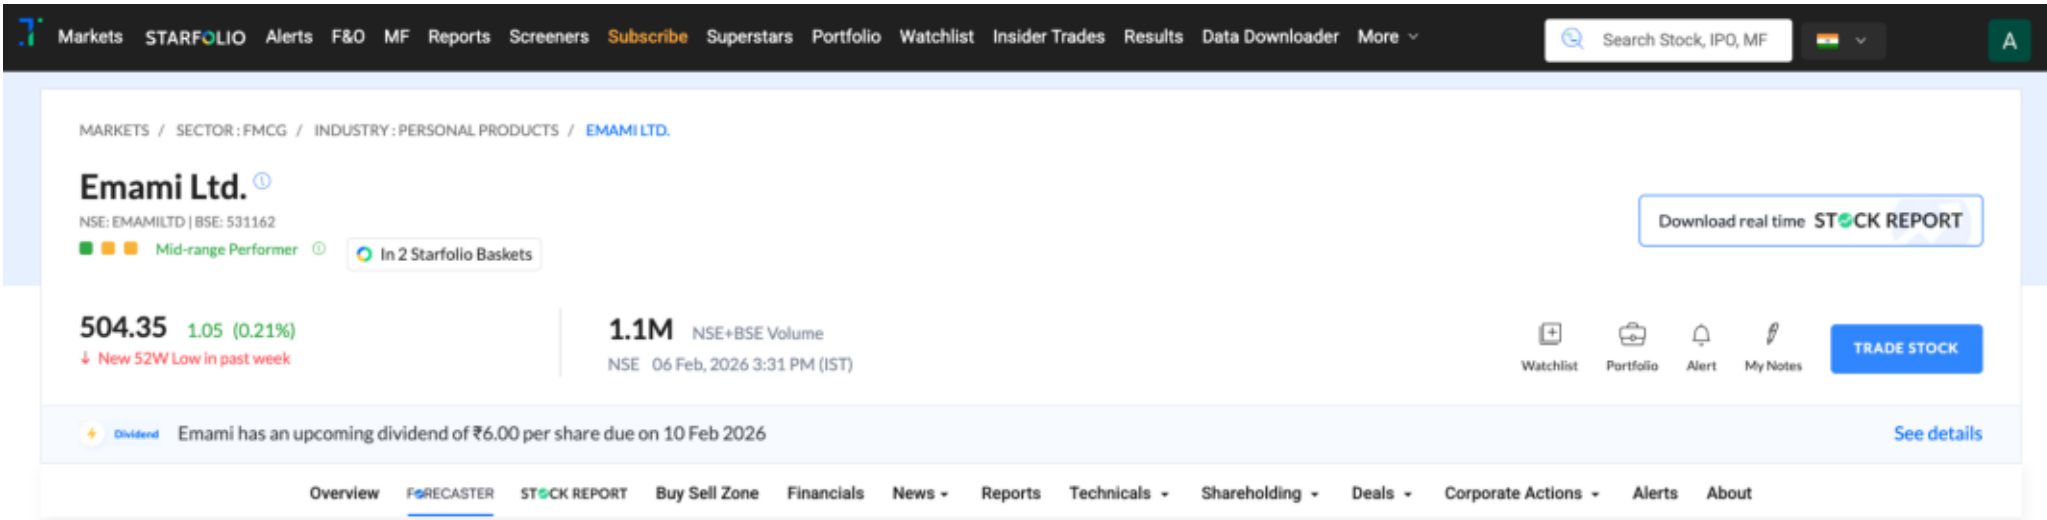 Markets STARFOLIO Alerts F&O MF Reports Screeners Subscribe Superstars Portfolio Watchlist Insider Trades Results Data Downloader More Search Stock, IPO, MF A
MARKETS / SECTOR : FMCG / INDUSTRY : PERSONAL PRODUCTS / EMAMI LTD.
Emami Ltd.
NSE: EMAMILTD | BSE: 531162
Download real time STOCK REPORT
Mid-range Performer In 2 Starfolio Baskets
504.35 1.05 (0.21%)
↓ New 52W Low in past week
1.1M NSE+BSE Volume
NSE 06 Feb, 2026 3:31 PM (IST)
Watchlist Portfolio Alert My Notes
TRADE STOCK
Dividend Emami has an upcoming dividend of ₹6.00 per share due on 10 Feb 2026 See details
Overview FORECASTER STOCK REPORT Buy Sell Zone Financials News Reports Technicals Shareholding Deals Corporate Actions Alerts About